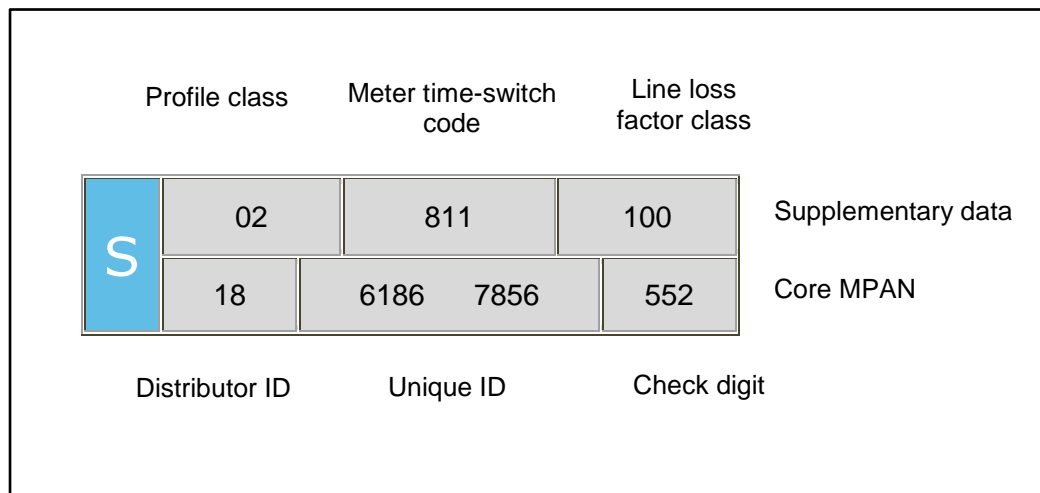 Profile class
Meter time-switch
code
Line loss
factor class
S
02 811 100
Supplementary data
18 6186 7856 552
Core MPAN
Distributor ID Unique ID Check digit